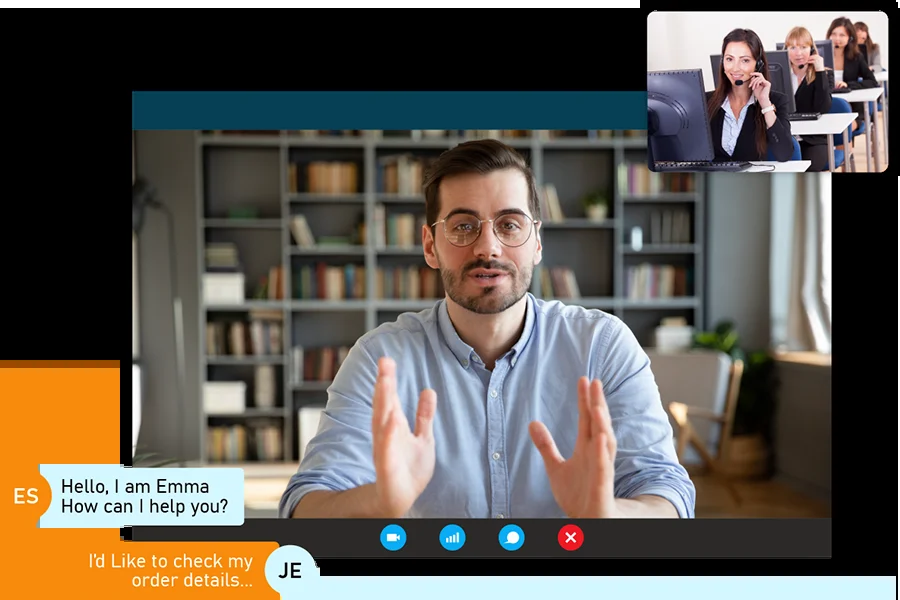 ES
Hello, I am Emma
How can I help you?
I'd Like to check my
order details...
JE